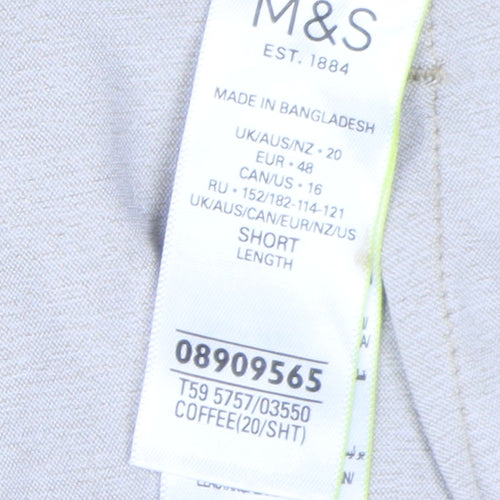 M&S
EST. 1884
MADE IN BANGLADESH
UK/AUS/NZ • 20
EUR • 48
CAN/US • 16
RU • 152/182-114-121
UK/AUS/CAN/EUR/NZ/US
SHORT
LENGTH
08909565
T59 5757/03550
COFFEE(20/SHT)